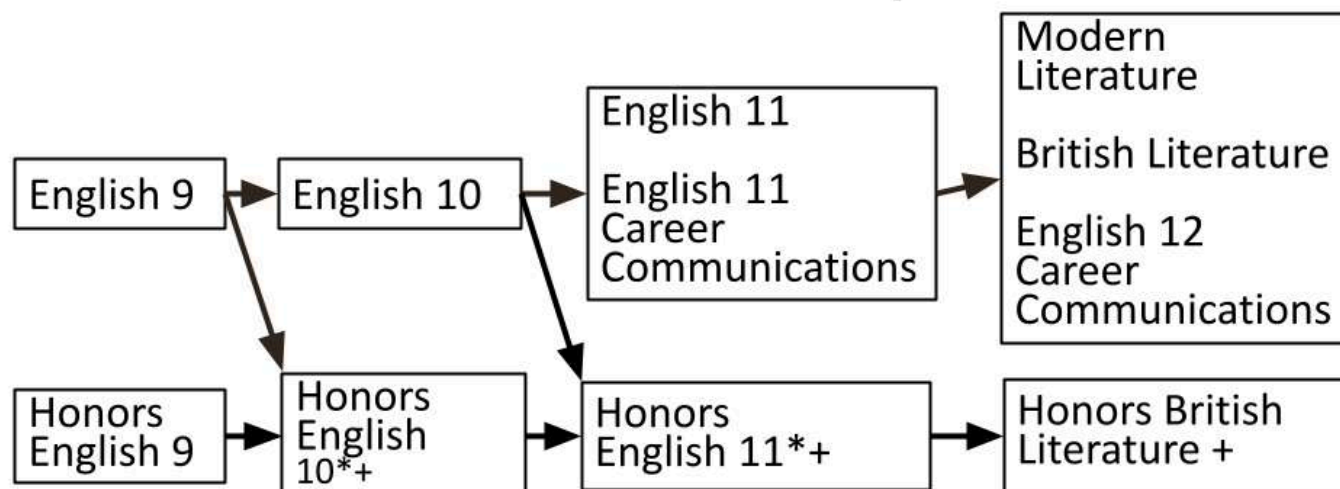 English 9
English 10
English 11
English 11
Career
Communications
Modern
Literature
British Literature
English 12
Career
Communications
Honors
English 9
Honors
English
10*+
Honors
English 11*+
Honors British
Literature +